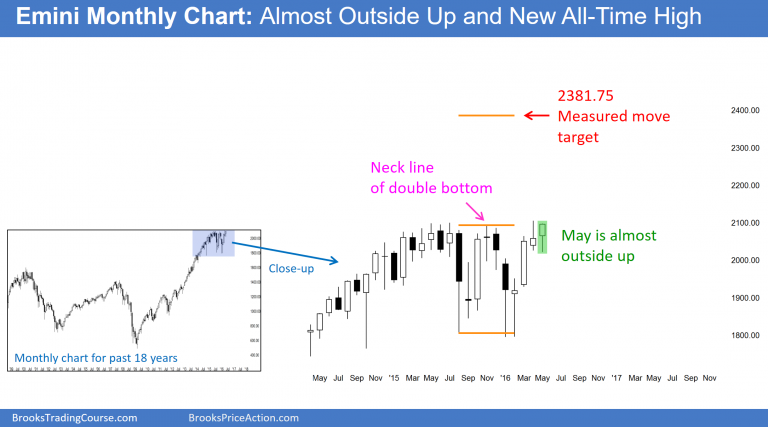 Emini Monthly Chart: Almost Outside Up and New All-Time High
2381.75
Measured move
target
2400.00
2300.00
Neck line
of double bottom
2200.00
2100.00
May is almost
outside up
Close-up
2000.00
1900.00
1800.00
Monthly chart for past 18 years
May Jul Sep Nov '15 May Jul Sep Nov '16 Mar May Jul Sep Nov '17 Mar May Jul Sep Nov
BrooksTradingCourse.com
BrooksPriceAction.com